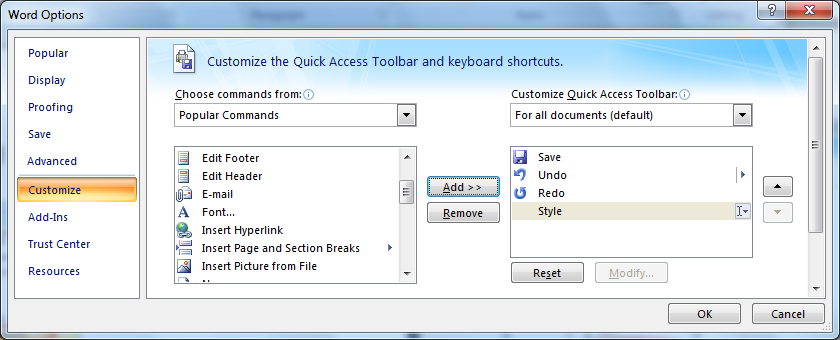 Word Options
Popular
Display
Proofing
Save
Advanced
Customize
Add-Ins
Trust Center
Resources
Customize the Quick Access Toolbar and keyboard shortcuts.
Choose commands from:
Popular Commands
Edit Footer
Edit Header
E-mail
Font...
Insert Hyperlink
Insert Page and Section Breaks
Insert Picture from File
Add >>
Remove
Customize Quick Access Toolbar:
For all documents (default)
Save
Undo
Redo
Style
Reset
Modify...
OK
Cancel